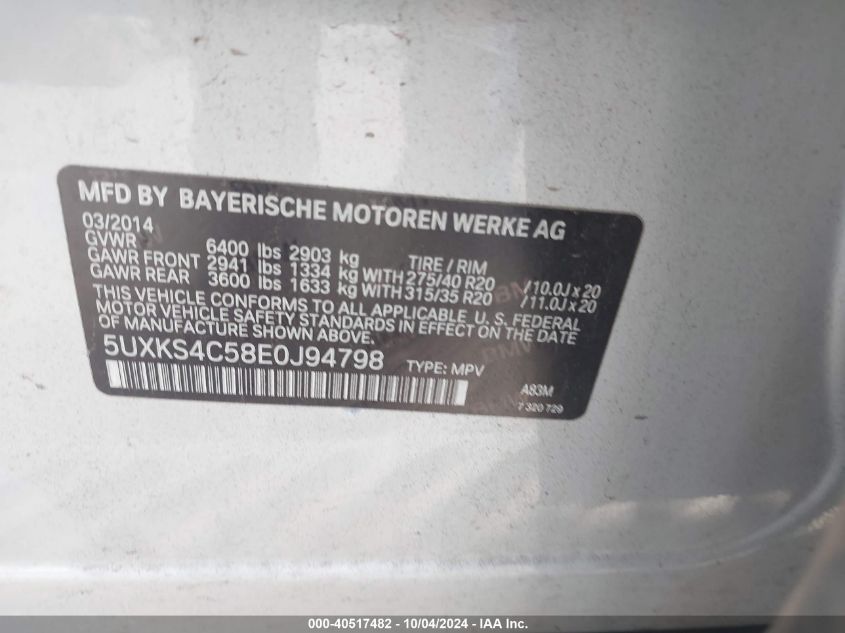 MFD BY BAYERISCHE MOTOREN WERKE AG
03/2014
GVWR 6400 lbs 2903 kg TIRE / RIM
GAWR FRONT 2941 lbs 1334 kg WITH 275/40 R20 /10.0J x 20
GAWR REAR 3600 lbs 1633 kg WITH 315/35 R20 /11.0J x 20
THIS VEHICLE CONFORMS TO ALL APPLICABLE U. S. FEDERAL
MOTOR VEHICLE SAFETY STANDARDS IN EFFECT ON THE DATE
OF MANUFACTURE SHOWN ABOVE.
5UXKS4C58E0J94798 TYPE: MPV
A83M
7 320 729
000-40517482 - 10/04/2024 - IAA Inc.